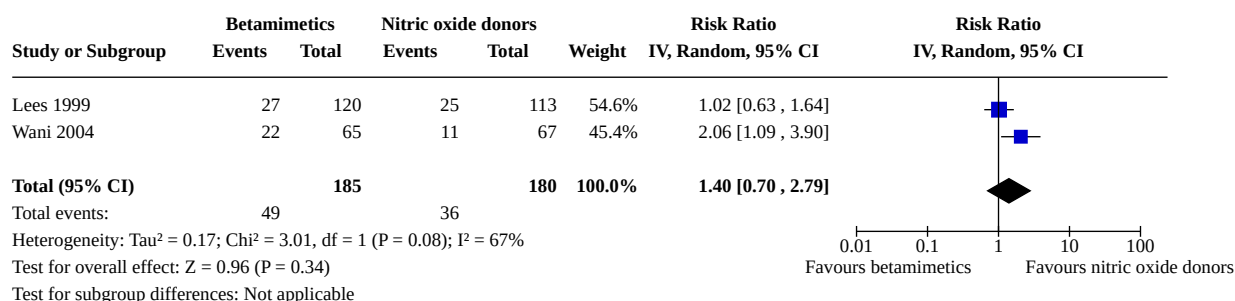 Betamimetics Nitric oxide donors Risk Ratio Risk Ratio
Study or Subgroup Events Total Events Total Weight IV, Random, 95% CI IV, Random, 95% CI
Lees 1999 27 120 25 113 54.6% 1.02 [0.63 , 1.64]
Wani 2004 22 65 11 67 45.4% 2.06 [1.09 , 3.90]
Total (95% CI) 185 180 100.0% 1.40 [0.70 , 2.79]
Total events: 49 36
Heterogeneity: Tau² = 0.17; Chi² = 3.01, df = 1 (P = 0.08); I² = 67%
0.01 0.1 1 10 100
Test for overall effect: Z = 0.96 (P = 0.34) Favours betamimetics Favours nitric oxide donors
Test for subgroup differences: Not applicable